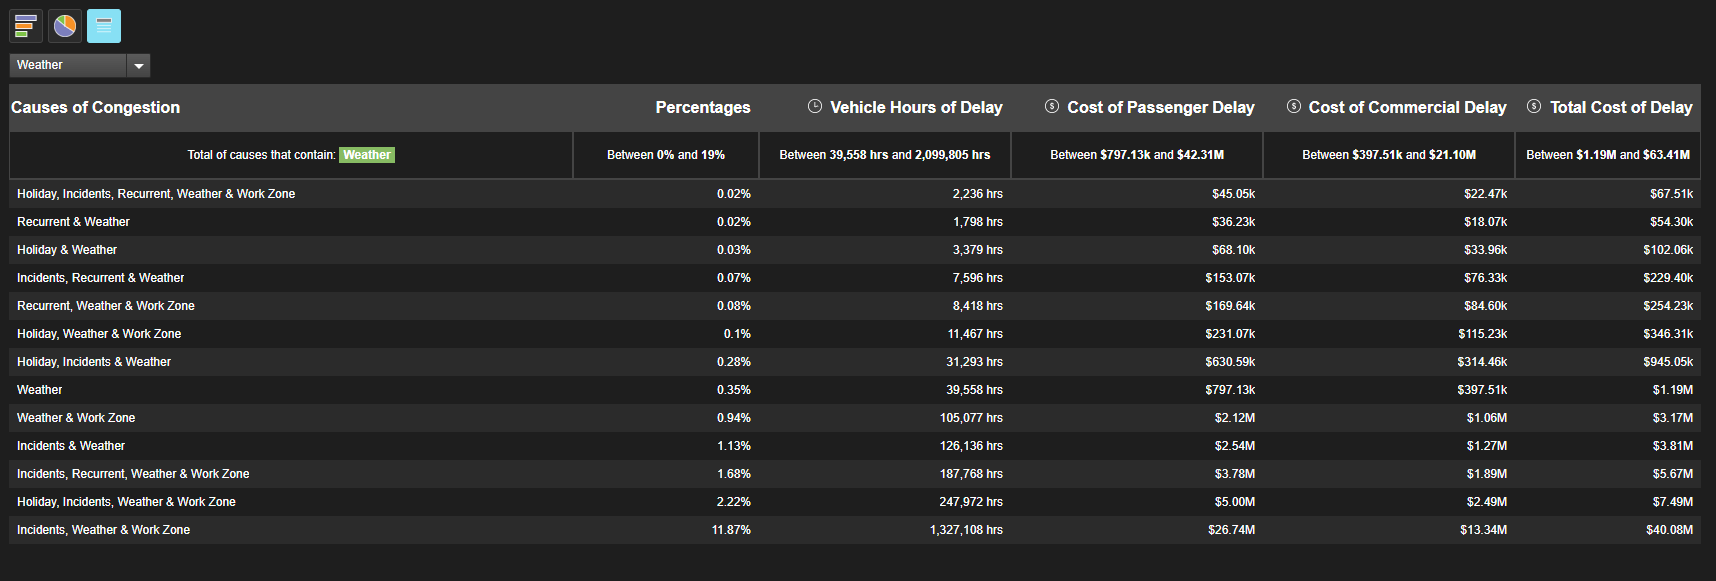 Weather
Causes of Congestion Percentages Vehicle Hours of Delay Cost of Passenger Delay Cost of Commercial Delay Total Cost of Delay
Total of causes that contain: Weather Between 0% and 19% Between 39,558 hrs and 2,099,805 hrs Between $797.13k and $42.31M Between $397.51k and $21.10M Between $1.19M and $63.41M
Holiday, Incidents, Recurrent, Weather & Work Zone 0.02% 2,236 hrs $45.05k $22.47k $67.51k
Recurrent & Weather 0.02% 1,798 hrs $36.23k $18.07k $54.30k
Holiday & Weather 0.03% 3,379 hrs $68.10k $33.96k $102.06k
Incidents, Recurrent & Weather 0.07% 7,596 hrs $153.07k $76.33k $229.40k
Recurrent, Weather & Work Zone 0.08% 8,418 hrs $169.64k $84.60k $254.23k
Holiday, Weather & Work Zone 0.1% 11,467 hrs $231.07k $115.23k $346.31k
Holiday, Incidents & Weather 0.28% 31,293 hrs $630.59k $314.46k $945.05k
Weather 0.35% 39,558 hrs $797.13k $397.51k $1.19M
Weather & Work Zone 0.94% 105,077 hrs $2.12M $1.06M $3.17M
Incidents & Weather 1.13% 126,136 hrs $2.54M $1.27M $3.81M
Incidents, Recurrent, Weather & Work Zone 1.68% 187,768 hrs $3.78M $1.89M $5.67M
Holiday, Incidents, Weather & Work Zone 2.22% 247,972 hrs $5.00M $2.49M $7.49M
Incidents, Weather & Work Zone 11.87% 1,327,108 hrs $26.74M $13.34M $40.08M